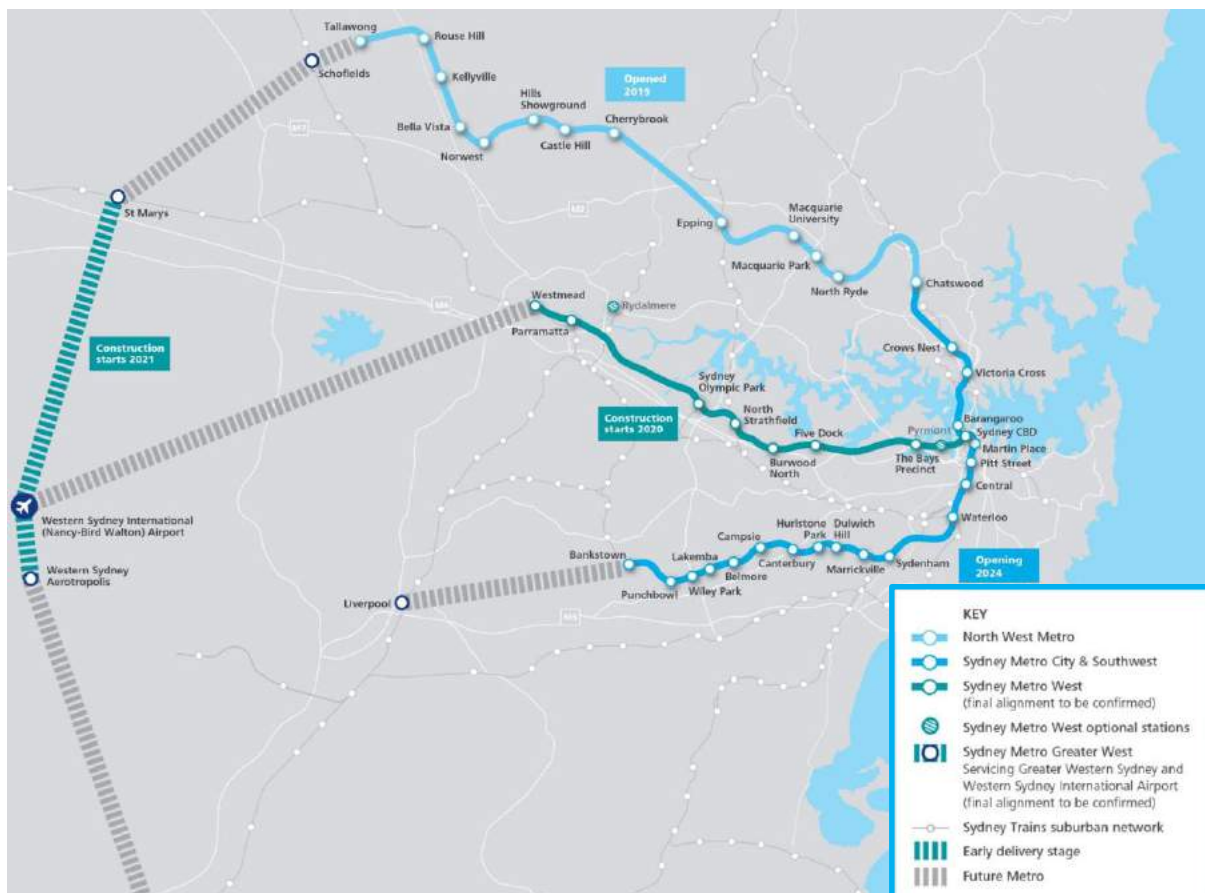 Tallawong
Rouse Hill
Schofields
Kellyville
Opened
2019
Hills
Showground
Cherrybrook
Bella Vista
Castle Hill
Norwest
St Marys
Macquarie
University
Epping
Macquarie Park
North Ryde
Chatswood
Westmead
Rydalmere
Parramatta
Construction
starts 2021
Crows Nest
Victoria Cross
Sydney
Olympic Park
Construction
starts 2020
North
Strathfield
Five Dock
Burwood
North
Pyrmont
The Bays
Precinct
Barangaroo
Sydney CBD
Martin Place
Pitt Street
Central
Waterloo
Western Sydney International
(Nancy-Bird Walton) Airport
Western Sydney
Aerotropolis
Liverpool
Bankstown
Punchbowl
Wiley Park
Lakemba
Belmore
Campsie
Canterbury
Hurlstone
Park
Dulwich
Hill
Marrickville
Sydenham
Opening
2024
KEY
North West Metro
Sydney Metro City & Southwest
Sydney Metro West
(final alignment to be confirmed)
Sydney Metro West optional stations
Sydney Metro Greater West
Servicing Greater Western Sydney and
Western Sydney International Airport
(final alignment to be confirmed)
Sydney Trains suburban network
Early delivery stage
Future Metro